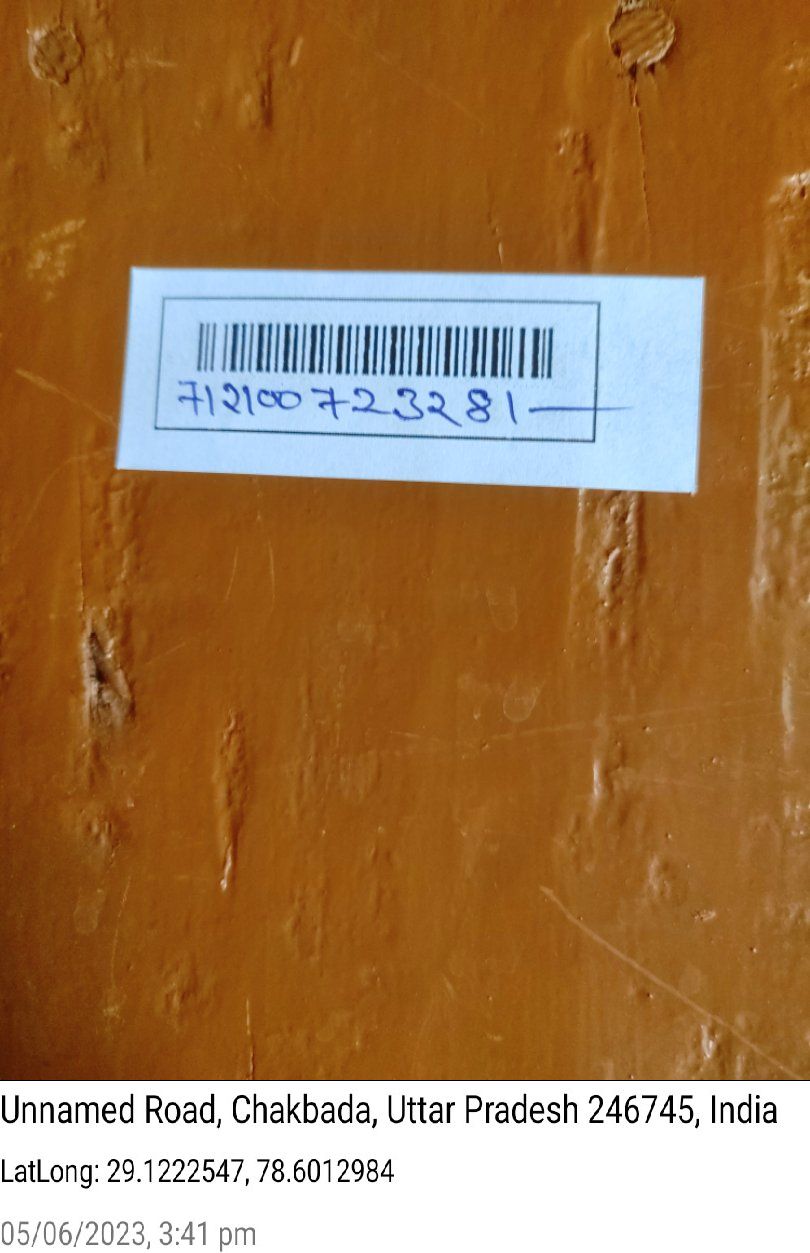 712100723281
Unnamed Road, Chakbada, Uttar Pradesh 246745, India
LatLong: 29.1222547, 78.6012984
05/06/2023, 3:41 pm